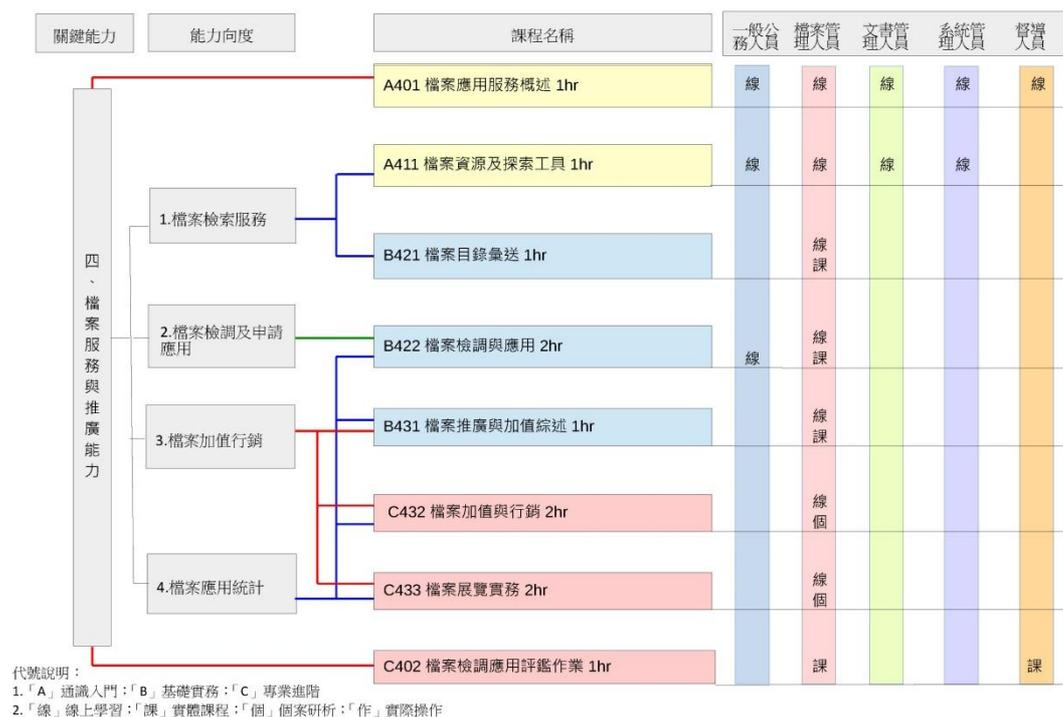 關鍵能力
能力向度
課程名稱
一般公
務人員
檔案管
理人員
文書管
理人員
系統管
理人員
督導
人員
A401 檔案應用服務概述 1hr
線
線
線
線
線
A411 檔案資源及探索工具 1hr
線
線
線
線
1.檔案檢索服務
B421 檔案目錄彙送 1hr
線
課
四、檔案服務與推廣能力
2.檔案檢調及申請
應用
B422 檔案檢調與應用 2hr
線
線
課
3.檔案加值行銷
B431 檔案推廣與加值綜述 1hr
線
課
C432 檔案加值與行銷 2hr
線
個
4.檔案應用統計
C433 檔案展覽實務 2hr
線
個
C402 檔案檢調應用評鑑作業 1hr
課
課
代號說明：
1.「A」通識入門；「B」基礎實務；「C」專業進階
2.「線」線上學習；「課」實體課程；「個」個案研析；「作」實際操作